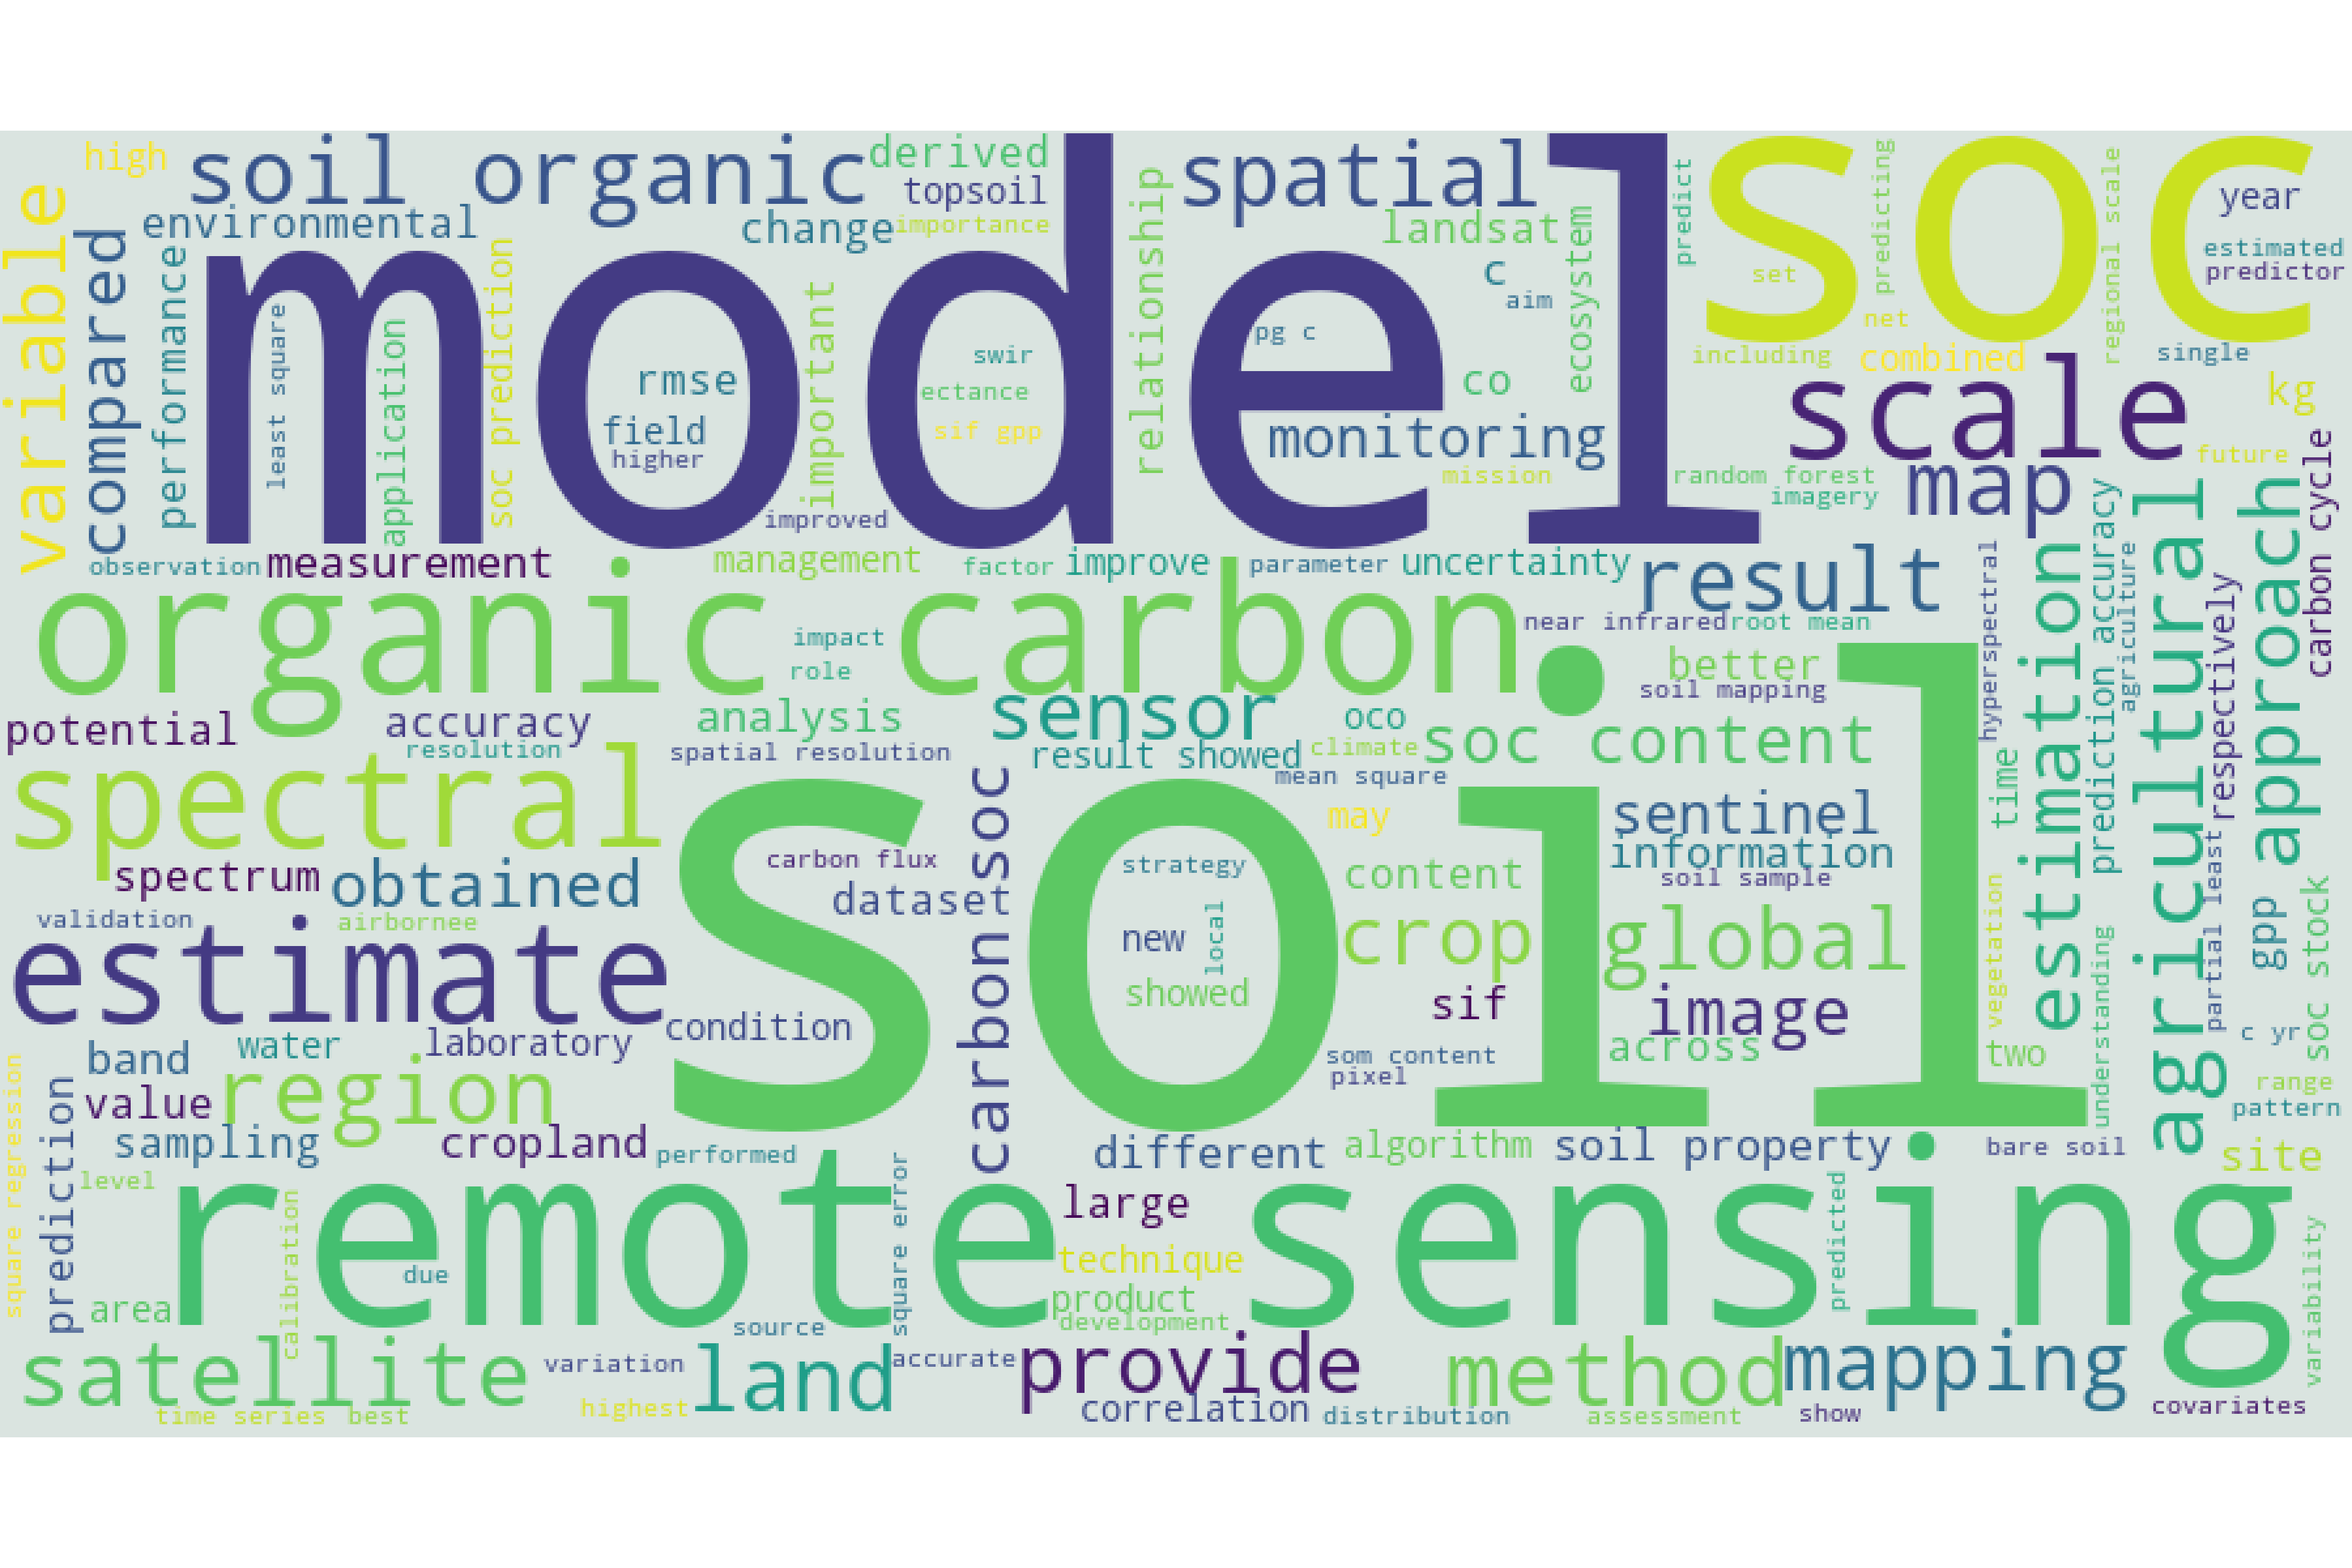 high
soil organic
derived
spatial
soc
topsoil
year
variable
compared
environmental
change
importance
relationship
landsat
ecosystem
predict
predicting
regional scale
estimated
predictor
performance
model
c
aim
set
net
least square
application
soc prediction
important
rmse
swir
ectance
pg c
co
including
combined
single
field
higher
sif gpp
monitoring
scale
kg
mission
random forest
imagery
map
future
carbon cycle
improved
observation
measurement
management
factor
improve
parameter
uncertainty
result
hyperspectral
estimation
prediction accuracy
agriculture
agricultural
respectively
approach
organic carbon
impact
role
near infrared
root mean
better
soil mapping
potential
accuracy
analysis
sensor
oco
soc content
resolution
spatial resolution
result showed
climate
mean square
time
spectral
soil
carbon soc
may
sentinel
information
spectrum
obtained
carbon flux
dataset
strategy
content
soil sample
validation
airbornee
new
local
crop
global
vegetation
understanding
partial least
gpp
soc stock
estimate
showed
sif
image
condition
water
laboratory
band
som content
pixel
across
two
c yr
range
pattern
square regression
prediction
value
region
sampling
cropland
performed
different
algorithm
soil property
bare soil
site
level
calibration
remote sensing
square error
large
predicted
variability
due
technique
area
product
development
source
satellite
variation
land
accurate
provide
method
mapping
time series
best
highest
correlation
distribution
assessment
show
covariates